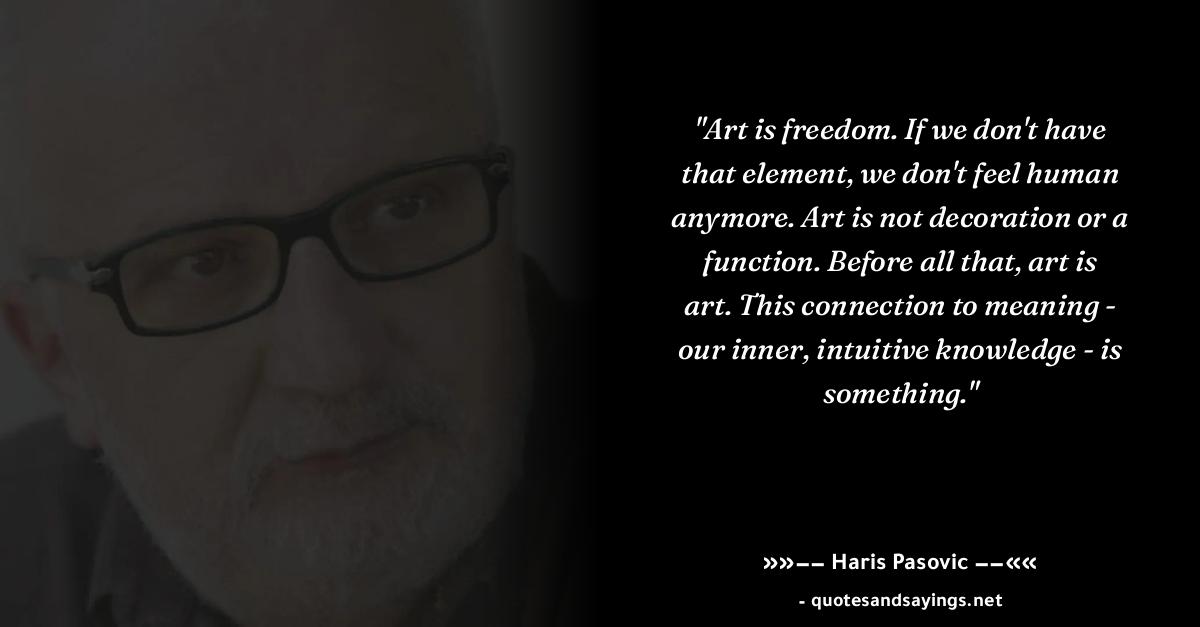 "Art is freedom. If we don't have
that element, we don't feel human
anymore. Art is not decoration or a
function. Before all that, art is
art. This connection to meaning -
our inner, intuitive knowledge - is
something."
»»−− Haris Pasovic −−««
- quotesandsayings.net